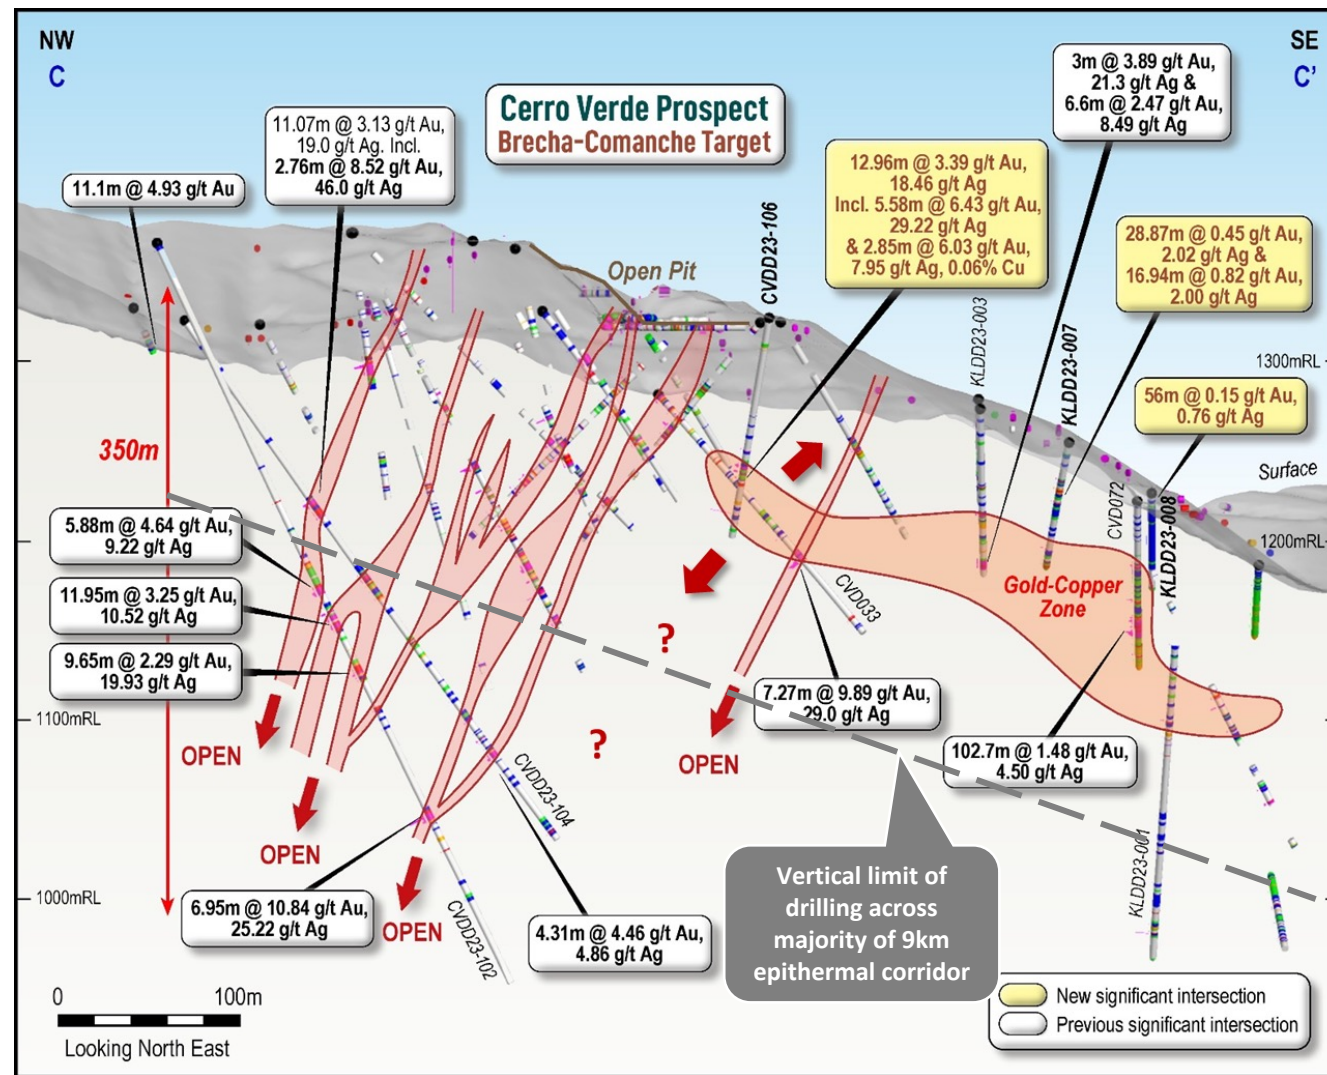 NW
C
SE
C'
Cerro Verde Prospect
Brecha-Comanche Target
11.1m @ 4.93 g/t Au
11.07m @ 3.13 g/t Au,
19.0 g/t Ag. Incl.
2.76m @ 8.52 g/t Au,
46.0 g/t Ag
3m @ 3.89 g/t Au,
21.3 g/t Ag &
6.6m @ 2.47 g/t Au,
8.49 g/t Ag
12.96m @ 3.39 g/t Au,
18.46 g/t Ag
Incl. 5.58m @ 6.43 g/t Au,
29.22 g/t Ag
& 2.85m @ 6.03 g/t Au,
7.95 g/t Ag, 0.06% Cu
28.87m @ 0.45 g/t Au,
2.02 g/t Ag &
16.94m @ 0.82 g/t Au,
2.00 g/t Ag
56m @ 0.15 g/t Au,
0.76 g/t Ag
Open Pit
CVDD23-106
KLDD23-003
KLDD23-007
1300mRL
350m
Surface
CVD072
KLDD23-008
1200mRL
5.88m @ 4.64 g/t Au,
9.22 g/t Ag
11.95m @ 3.25 g/t Au,
10.52 g/t Ag
9.65m @ 2.29 g/t Au,
19.93 g/t Ag
Gold-Copper
Zone
CVD033
?
?
7.27m @ 9.89 g/t Au,
29.0 g/t Ag
1100mRL
OPEN
OPEN
OPEN
OPEN
102.7m @ 1.48 g/t Au,
4.50 g/t Ag
CVDD23-104
KLDD23-001
1000mRL
6.95m @ 10.84 g/t Au,
25.22 g/t Ag
CVDD23-102
4.31m @ 4.46 g/t Au,
4.86 g/t Ag
Vertical limit of
drilling across
majority of 9km
epithermal corridor
0 100m
Looking North East
New significant intersection
Previous significant intersection